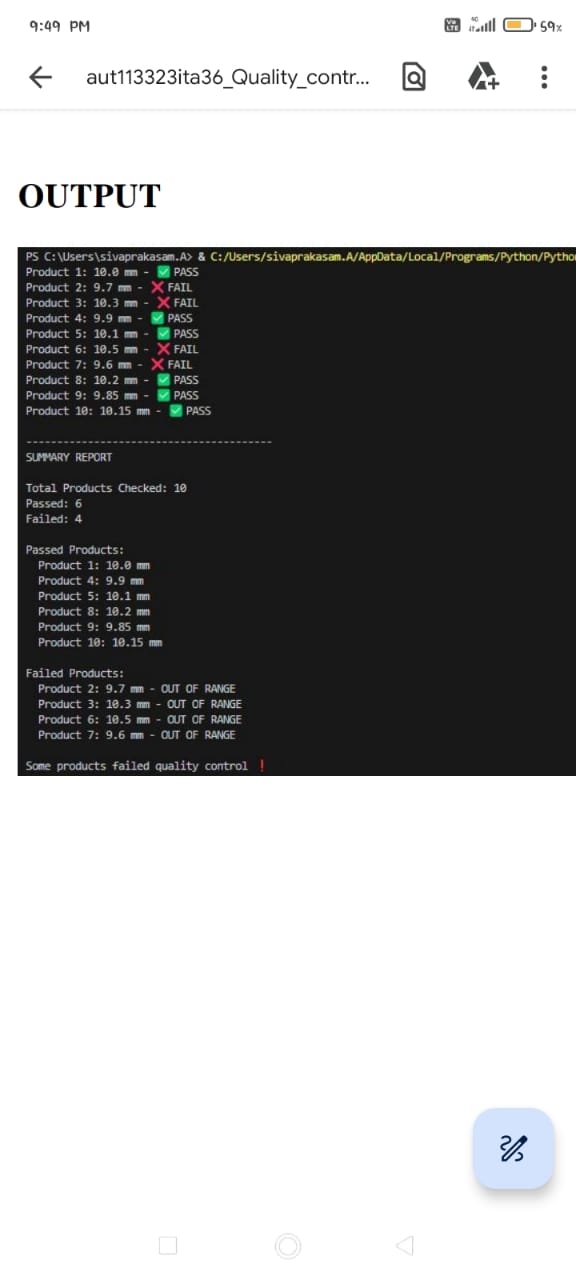 9:49 PM
Vo LTE 4G 59%
aut113323ita36_Quality_contr...
OUTPUT
PS C:\Users\sivaprakasam.A> & C:/Users/sivaprakasam.A/AppData/Local/Programs/Python/Pytho
Product 1: 10.0 mm - ✅ PASS
Product 2: 9.7 mm - ❌ FAIL
Product 3: 10.3 mm - ❌ FAIL
Product 4: 9.9 mm - ✅ PASS
Product 5: 10.1 mm - ✅ PASS
Product 6: 10.5 mm - ❌ FAIL
Product 7: 9.6 mm - ❌ FAIL
Product 8: 10.2 mm - ✅ PASS
Product 9: 9.85 mm - ✅ PASS
Product 10: 10.15 mm - ✅ PASS
----------------------------------------
SUMMARY REPORT
Total Products Checked: 10
Passed: 6
Failed: 4
Passed Products:
Product 1: 10.0 mm
Product 4: 9.9 mm
Product 5: 10.1 mm
Product 8: 10.2 mm
Product 9: 9.85 mm
Product 10: 10.15 mm
Failed Products:
Product 2: 9.7 mm - OUT OF RANGE
Product 3: 10.3 mm - OUT OF RANGE
Product 6: 10.5 mm - OUT OF RANGE
Product 7: 9.6 mm - OUT OF RANGE
Some products failed quality control ❗